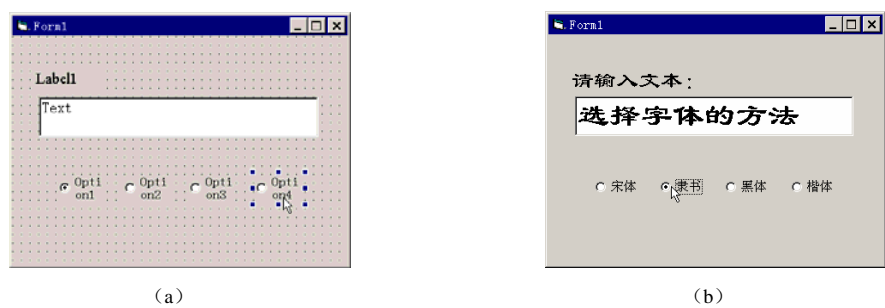 Form1
Label1
Text
Opti
on1
Opti
on2
Opti
on3
Opti
on4
(a)
Form1
请输入文本:
选择字体的方法
宋体 隶书 黑体 楷体
(b)